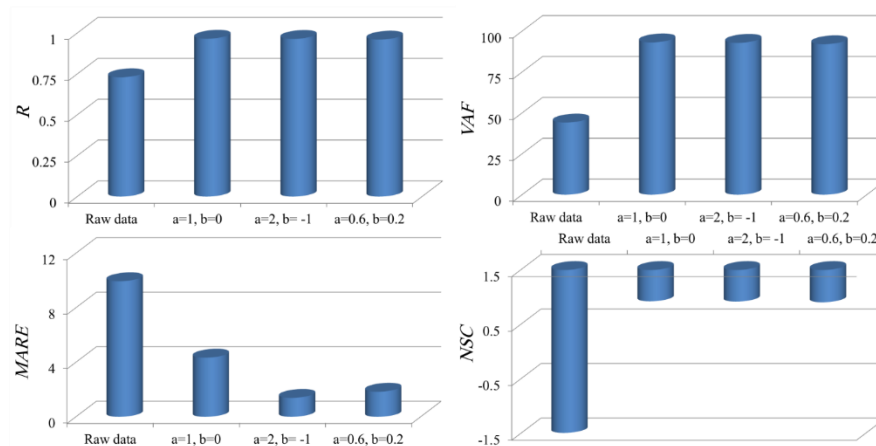 R
1
0.75
0.5
0.25
0
Raw data a=1, b=0 a=2, b= -1 a=0.6, b=0.2
VAF
100
75
50
25
0
Raw data a=1, b=0 a=2, b= -1 a=0.6, b=0.2
MARE
12
8
4
0
Raw data a=1, b=0 a=2, b= -1 a=0.6, b=0.2
Raw data a=1, b=0 a=2, b= -1 a=0.6, b=0.2
NSC
1.5
0.5
-0.5
-1.5